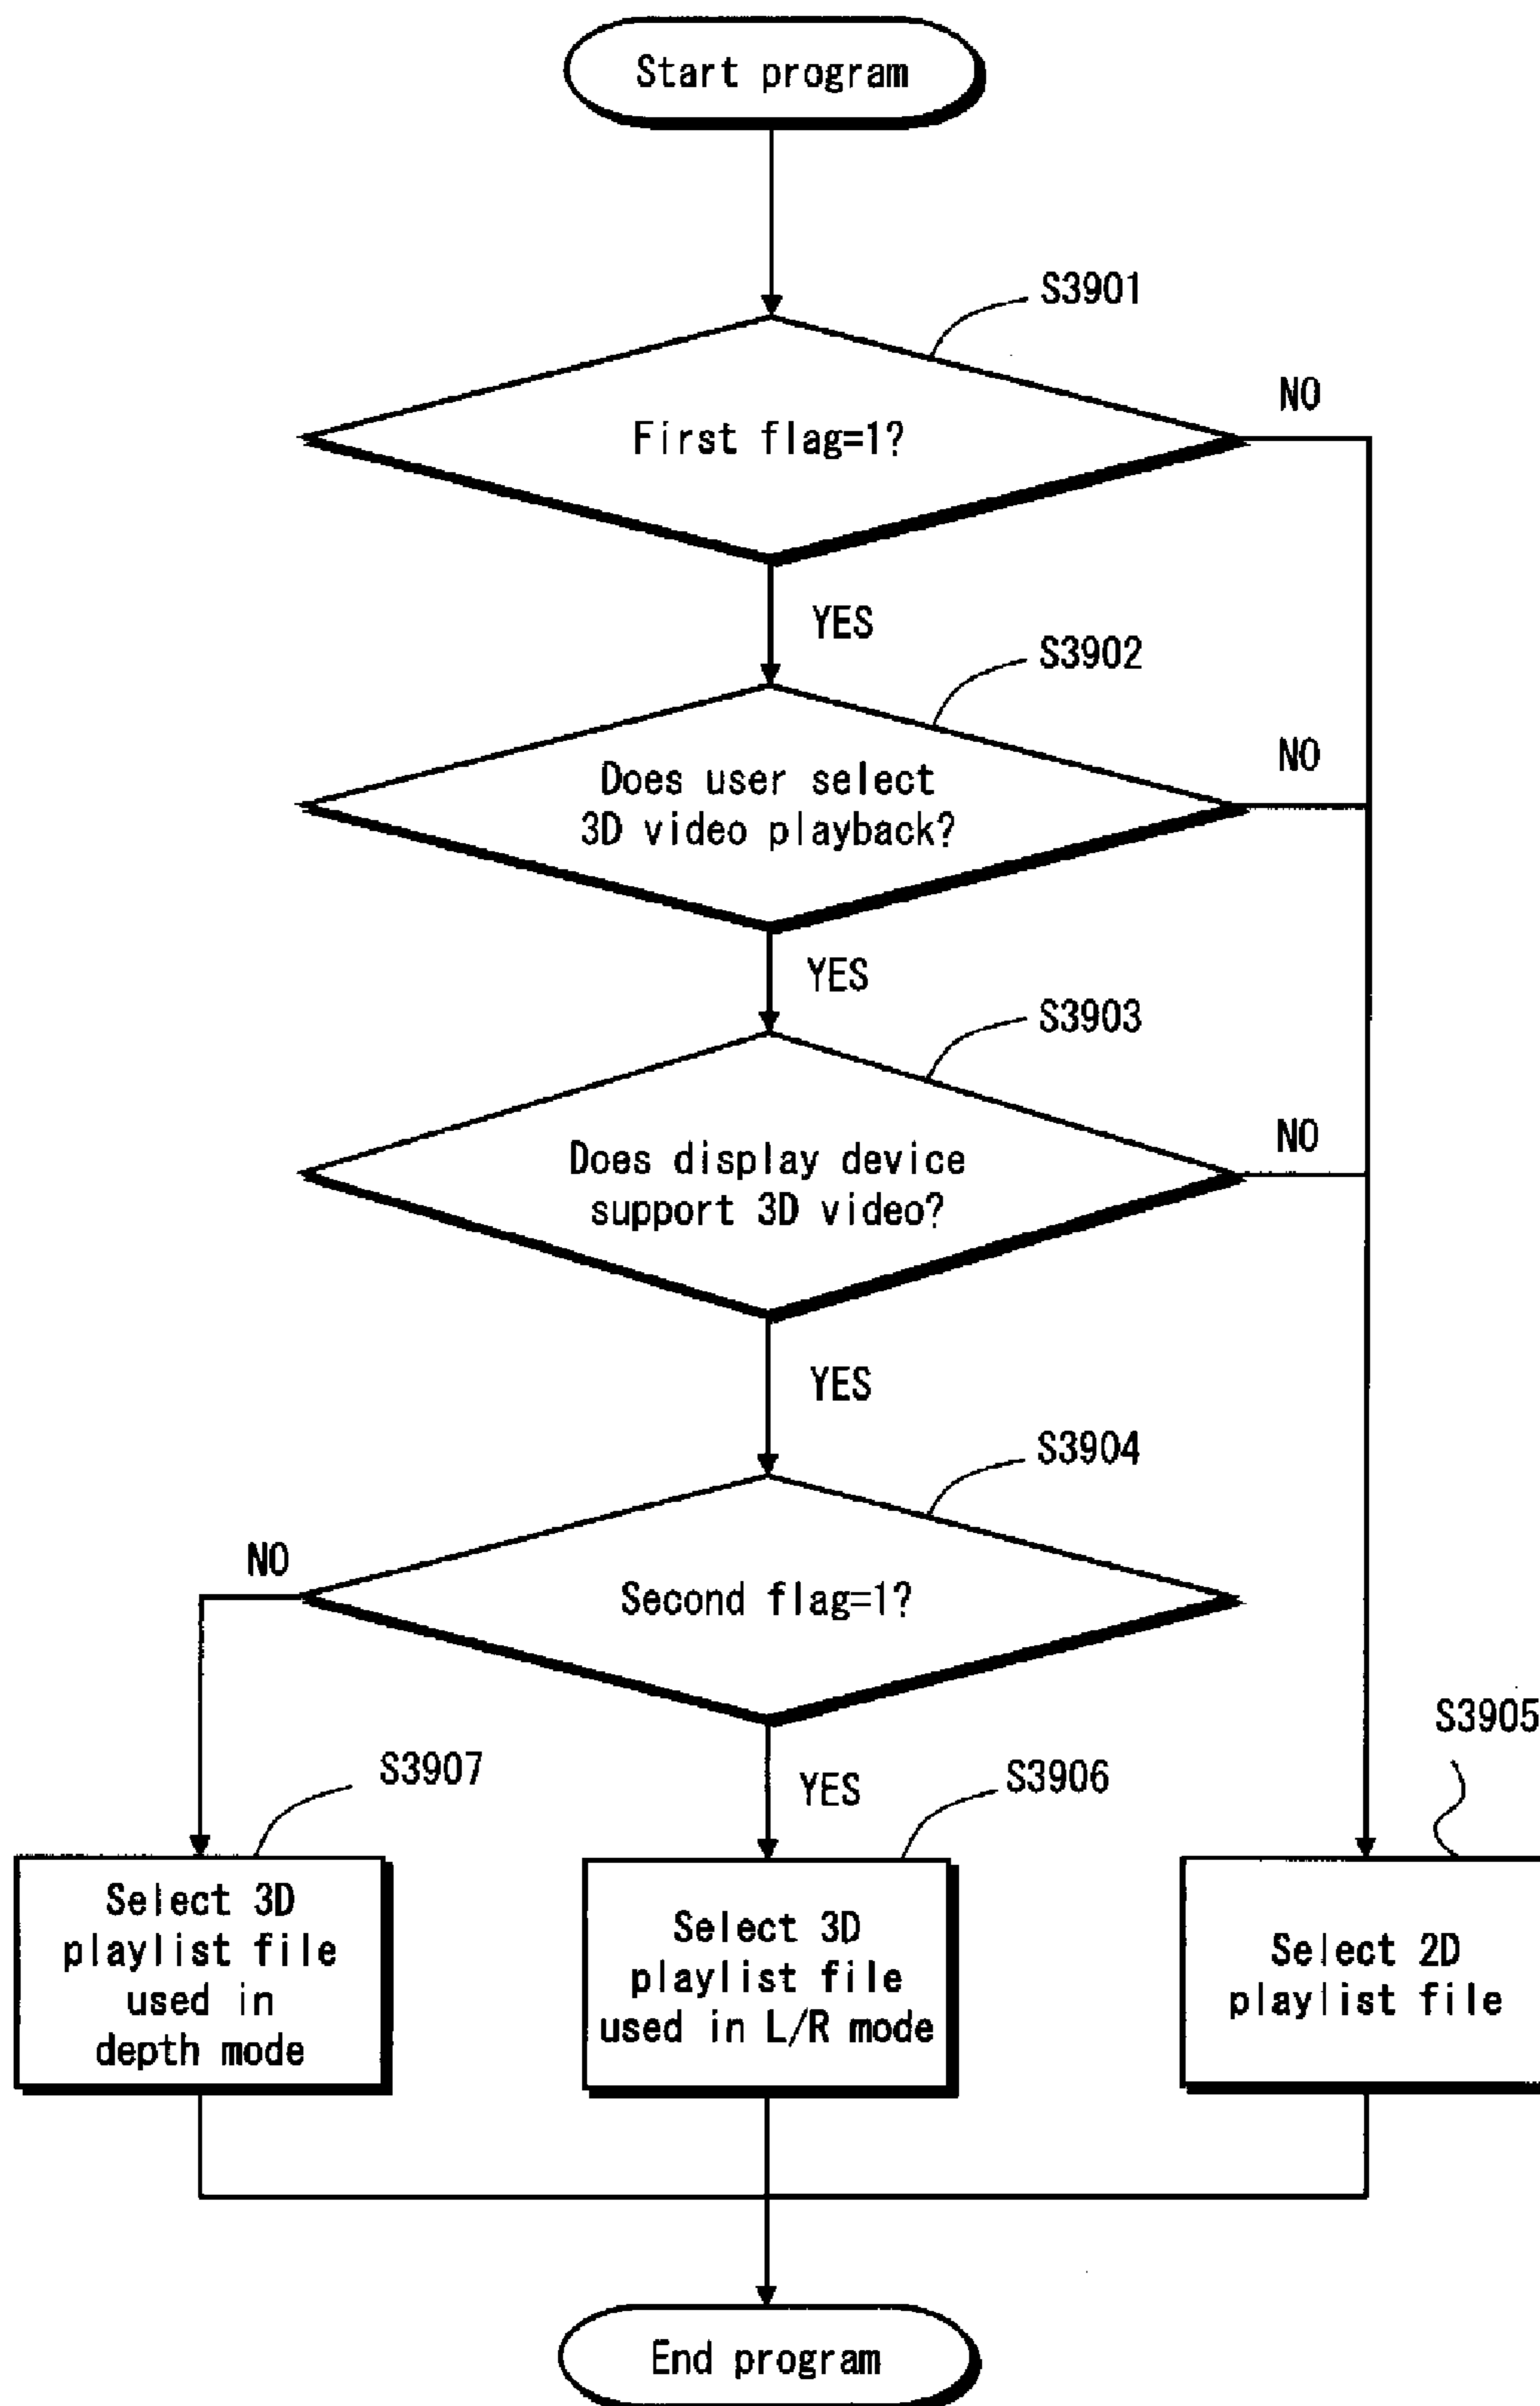 Start program
S3901
First flag=1?
NO
YES
S3902
Does user select
3D video playback?
NO
YES
S3903
Does display device
support 3D video?
NO
YES
S3904
NO
Second flag=1?
S3905
S3907
YES
S3906
Select 3D
playlist file
used in
depth mode
Select 3D
playlist file
used in L/R mode
Select 2D
playlist file
End program